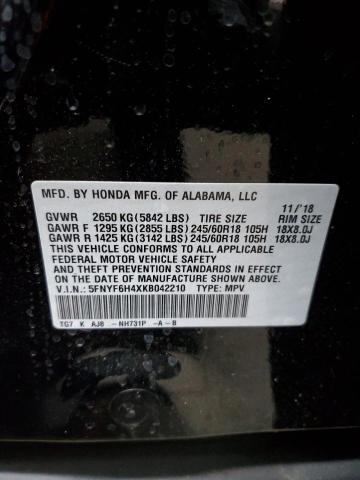 MFD. BY HONDA MFG. OF ALABAMA, LLC
11/'18
GVWR 2650 KG(5842 LBS) TIRE SIZE RIM SIZE
GAWR F 1295 KG(2855 LBS)245/60R18 105H 18X8.0J
GAWR R 1425 KG(3142 LBS)245/60R18 105H 18X8.0J
THIS VEHICLE CONFORMS TO ALL APPLICABLE
FEDERAL MOTOR VEHICLE SAFETY STANDARDS IN EFFECT
ON THE DATE OF MANUFACTURE SHOWN ABOVE.
V.I.N.: 5FNYF6H4XKB042210 TYPE: MPV
TG7 K AJ8 -NH731P -A-B